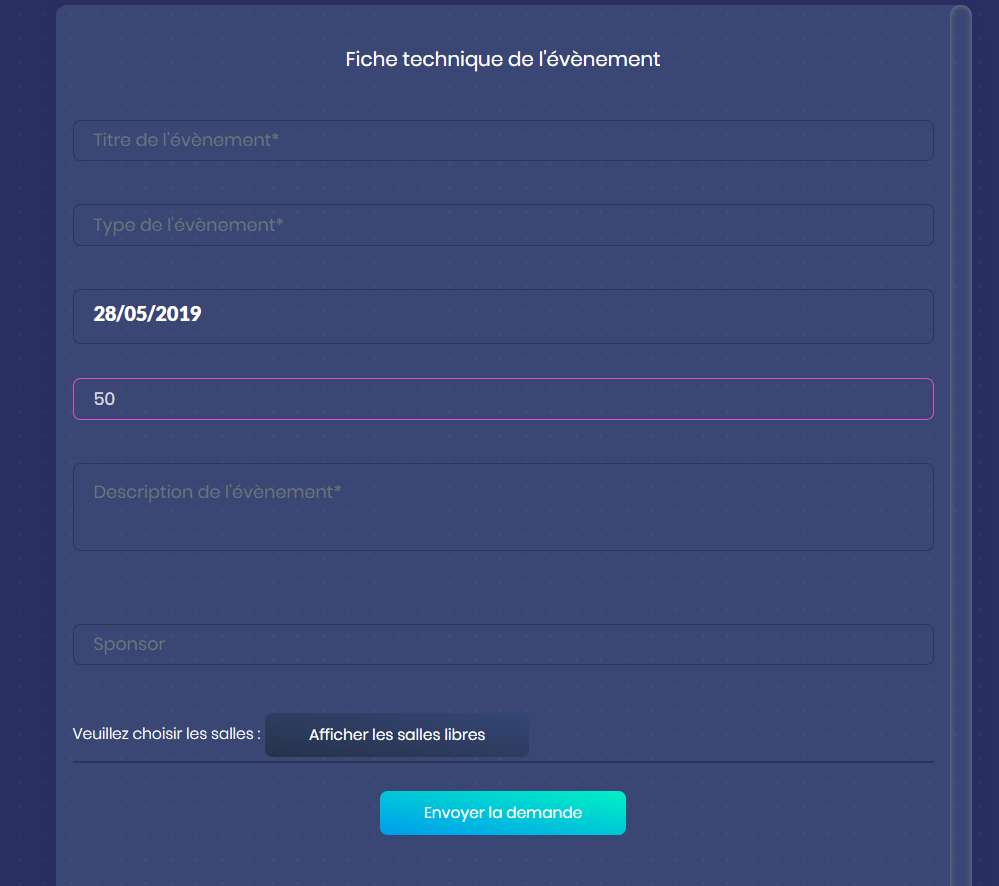 Fiche technique de l'évènement
Titre de l'évènement*
Type de l'évènement*
28/05/2019
50
Description de l'évènement*
Sponsor
Veuillez choisir les salles : Afficher les salles libres
Envoyer la demande